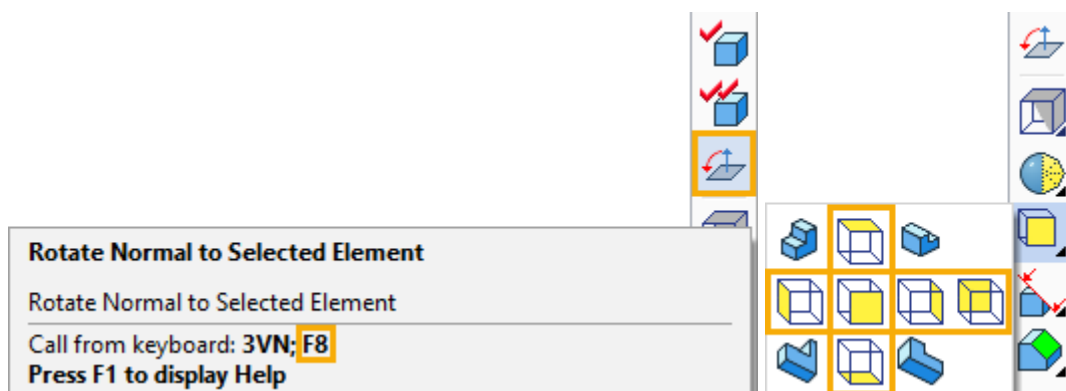 Rotate Normal to Selected Element
Rotate Normal to Selected Element
Call from keyboard: 3VN; F8
Press F1 to display Help